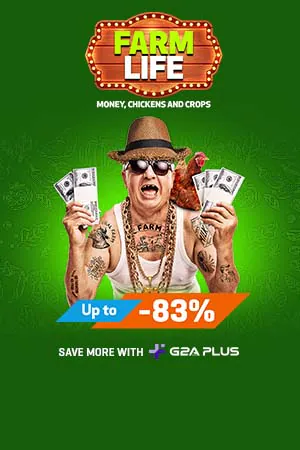 FARM
LIFE
MONEY, CHICKENS AND CROPS
FARM
Up to -83%
SAVE MORE WITH G2A PLUS